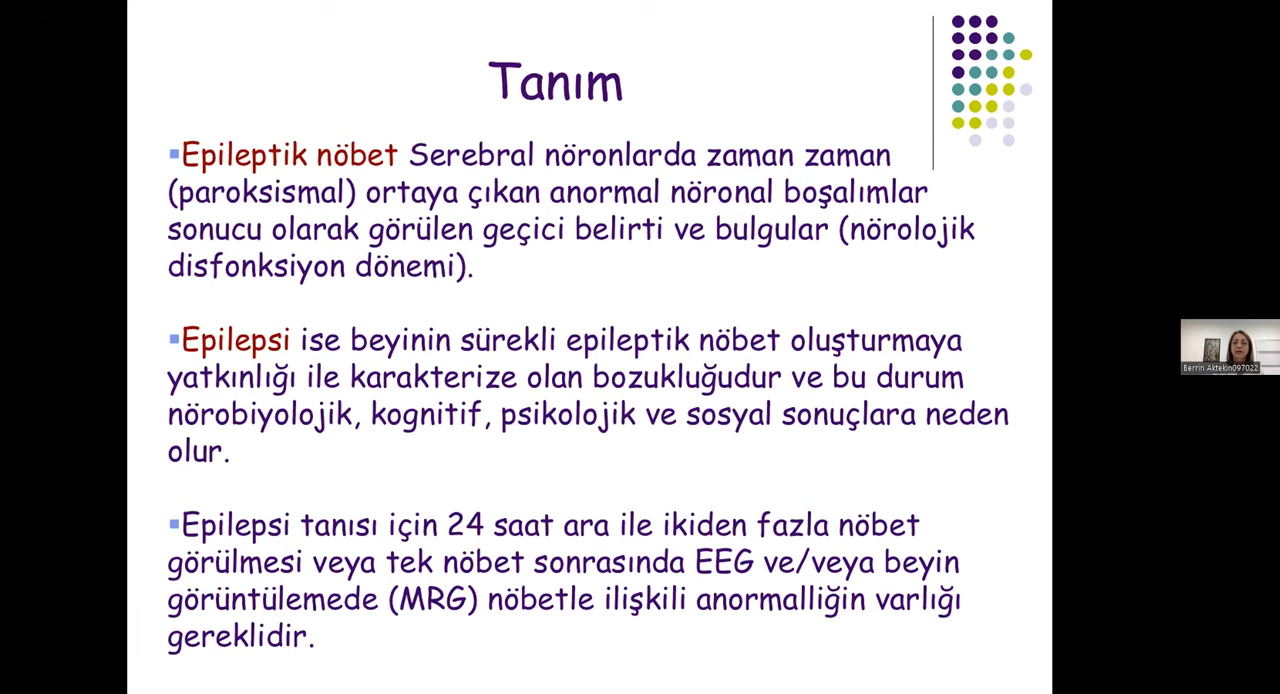 Tanım
▪Epileptik nöbet Serebral nöronlarda zaman zaman
(paroksismal) ortaya çıkan anormal nöronal boşalımlar
sonucu olarak görülen geçici belirti ve bulgular (nörolojik
disfonksiyon dönemi).
▪Epilepsi ise beyinin sürekli epileptik nöbet oluşturmaya
yatkınlığı ile karakterize olan bozukluğudur ve bu durum
nörobiyolojik, kognitif, psikolojik ve sosyal sonuçlara neden
olur.
▪Epilepsi tanısı için 24 saat ara ile ikiden fazla nöbet
görülmesi veya tek nöbet sonrasında EEG ve/veya beyin
görüntülemede (MRG) nöbetle ilişkili anormalliğin varlığı
gereklidir.
Berrin Aktekin097022